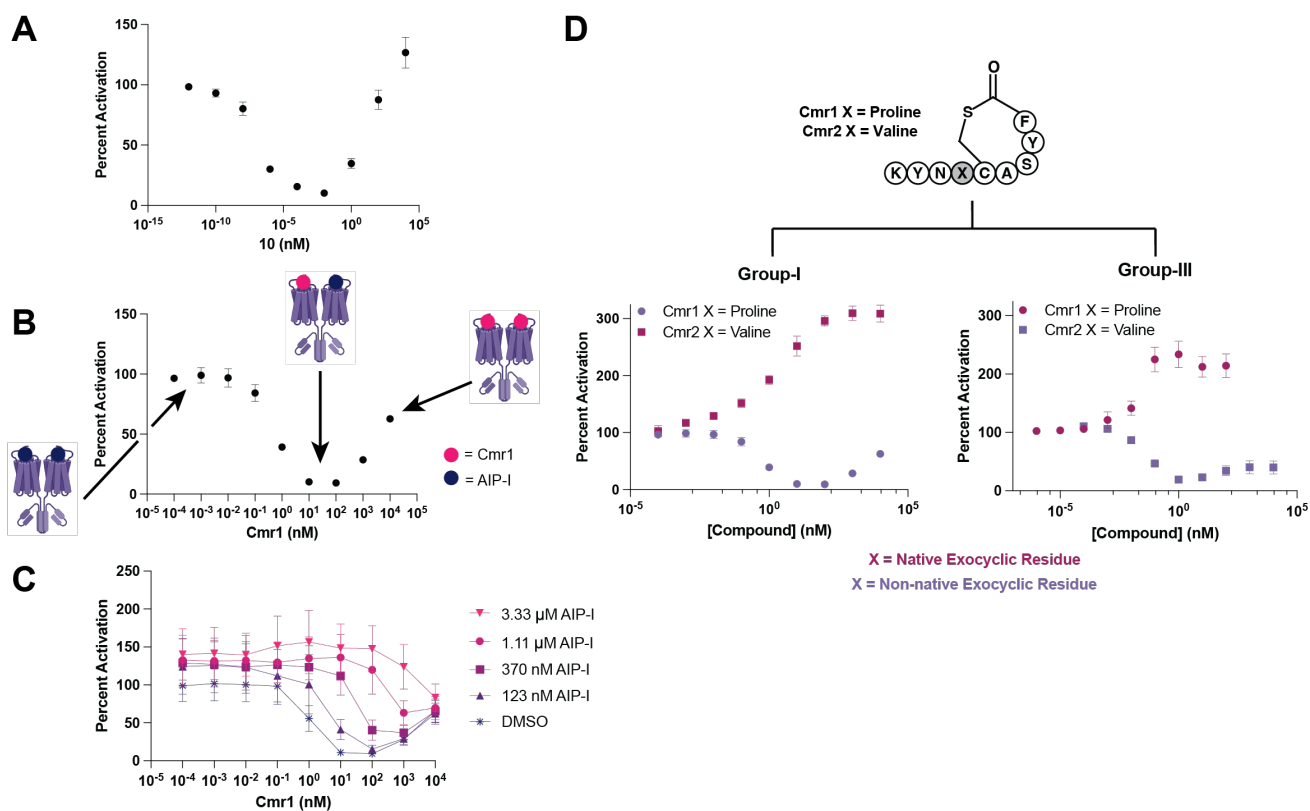 A
150
100
50
0
Percent Activation
10⁻¹⁵
10⁻¹⁰
10⁻⁵
10⁰
10⁵
10 (nM)
B
150
100
50
0
Percent Activation
10⁻⁵
10⁻⁴
10⁻³
10⁻²
10⁻¹
10⁰
10¹
10²
10³
10⁴
10⁵
Cmr1 (nM)
= Cmr1
= AIP-I
C
250
200
150
100
50
0
Percent Activation
10⁻⁵
10⁻⁴
10⁻³
10⁻²
10⁻¹
10⁰
10¹
10²
10³
10⁴
Cmr1 (nM)
3.33 µM AIP-I
1.11 µM AIP-I
370 nM AIP-I
123 nM AIP-I
DMSO
D
Cmr1 X = Proline
Cmr2 X = Valine
O
S
F
Y
S
K Y N X C A
Group-I
Cmr1 X = Proline
Cmr2 X = Valine
300
200
100
0
Percent Activation
10⁻⁵
10⁰
10⁵
[Compound] (nM)
Group-III
Cmr1 X = Proline
Cmr2 X = Valine
300
200
100
0
Percent Activation
10⁻⁵
10⁰
10⁵
[Compound] (nM)
X = Native Exocyclic Residue
X = Non-native Exocyclic Residue